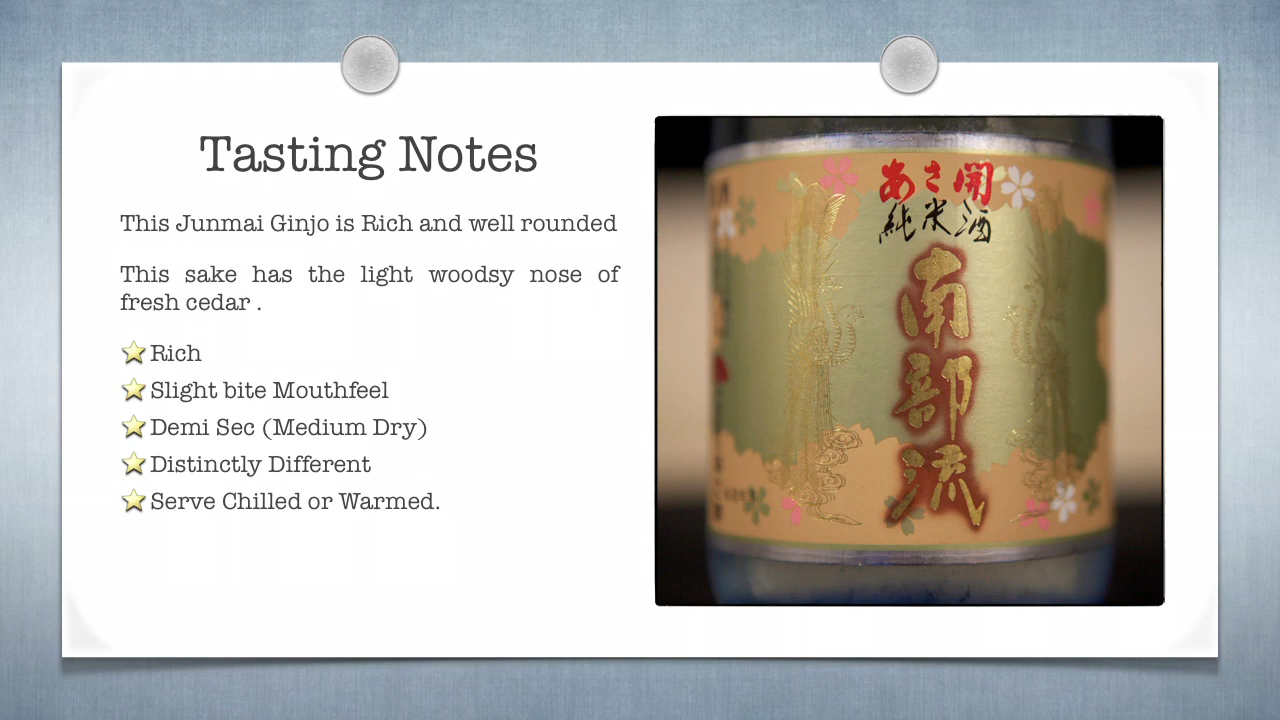 Tasting Notes
This Junmai Ginjo is Rich and well rounded
This sake has the light woodsy nose of
fresh cedar .
Rich
Slight bite Mouthfeel
Demi Sec (Medium Dry)
Distinctly Different
Serve Chilled or Warmed.
あさ開
純米酒
南部流